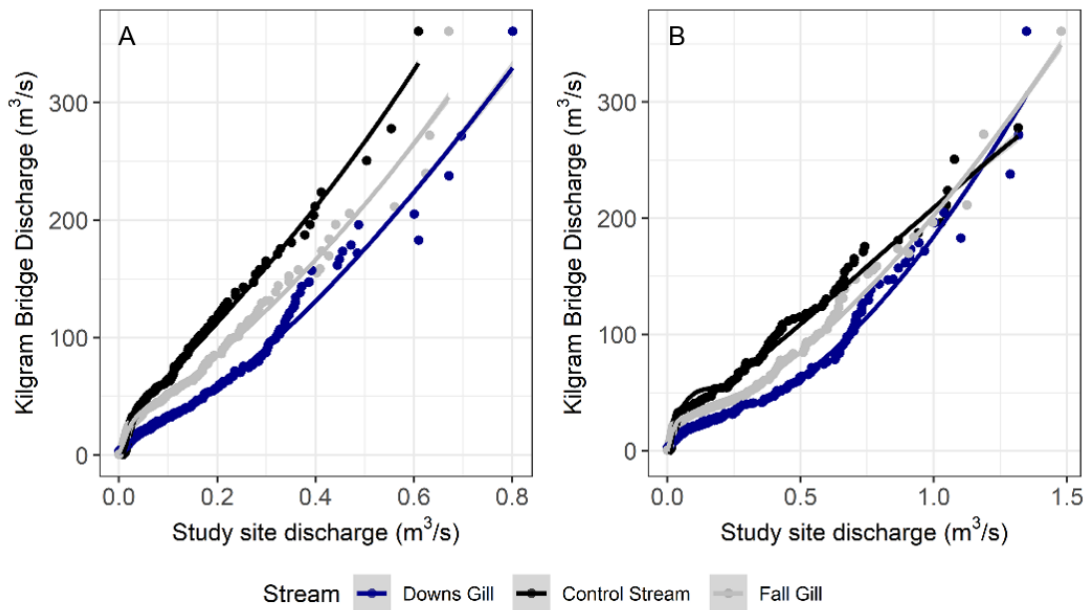 A
B
Kilgram Bridge Discharge (m³/s)
300
200
100
0
0.0 0.2 0.4 0.6 0.8
Study site discharge (m³/s)
Kilgram Bridge Discharge (m³/s)
300
200
100
0
0.0 0.5 1.0 1.5
Study site discharge (m³/s)
Stream Downs Gill Control Stream Fall Gill